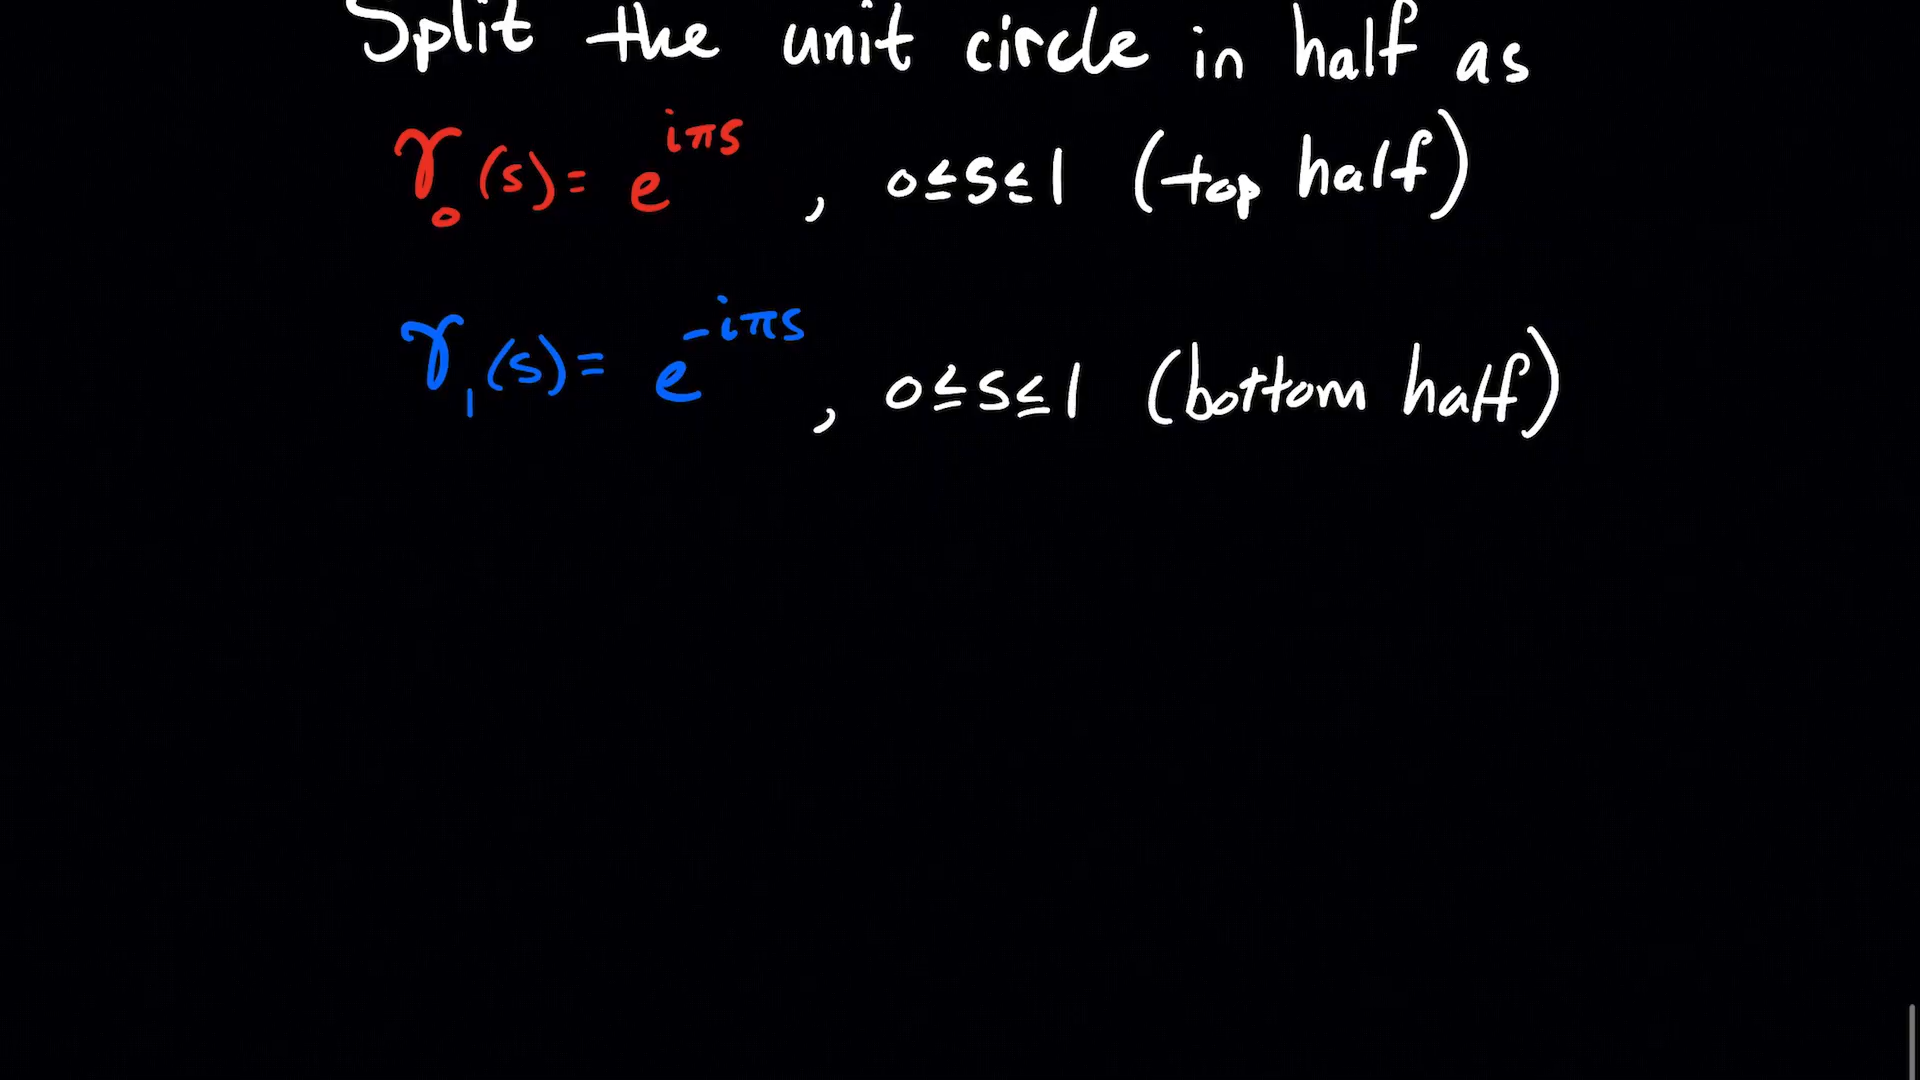 Split the unit circle in half as
γ₀(s) = e^{iπs}, 0≤s≤1 (top half)
γ₁(s) = e^{-iπs}, 0≤s≤1 (bottom half)